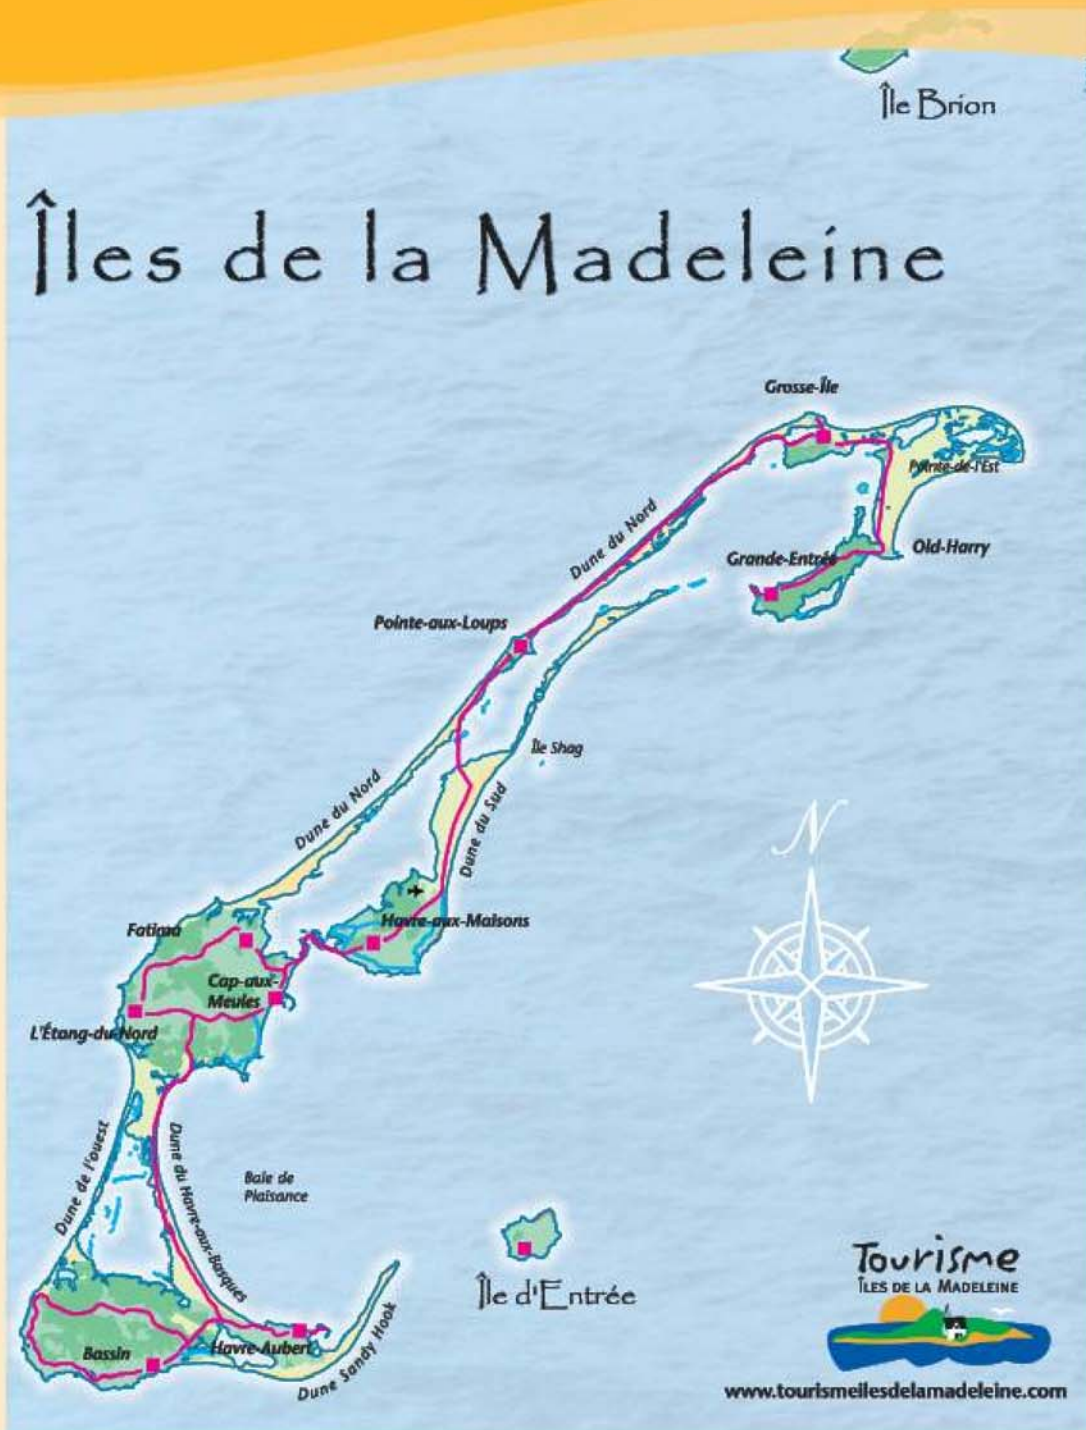 Île Brion
Îles de la Madeleine
Grosse-Île
Pointe-de-l'Est
Dune du Nord
Old-Harry
Grande-Entrée
Pointe-aux-Loups
Île Shag
Dune du Nord
Dune du Sud
N
Havre-aux-Maisons
Fatima
Cap-aux-
Meules
L'Étang-du-Nord
Dune de l'ouest
Dune du Havre-aux-Basques
Baie de
Plaisance
Île d'Entrée
Tourisme
ÎLES DE LA MADELEINE
Havre-Aubert
Bassin
Dune Sandy Hook
www.tourismeilesdelamadeleine.com